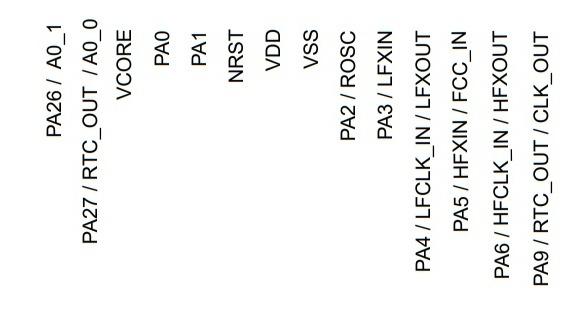 PA26 / A0_1
PA27 / RTC_OUT / A0_0
VCORE
PA0
PA1
NRST
VDD
VSS
PA2 / ROSC
PA3 / LFXIN
PA4 / LFCLK_IN / LFXOUT
PA5 / HFXIN / FCC_IN
PA6 / HFCLK_IN / HFXOUT
PA9 / RTC_OUT / CLK_OUT